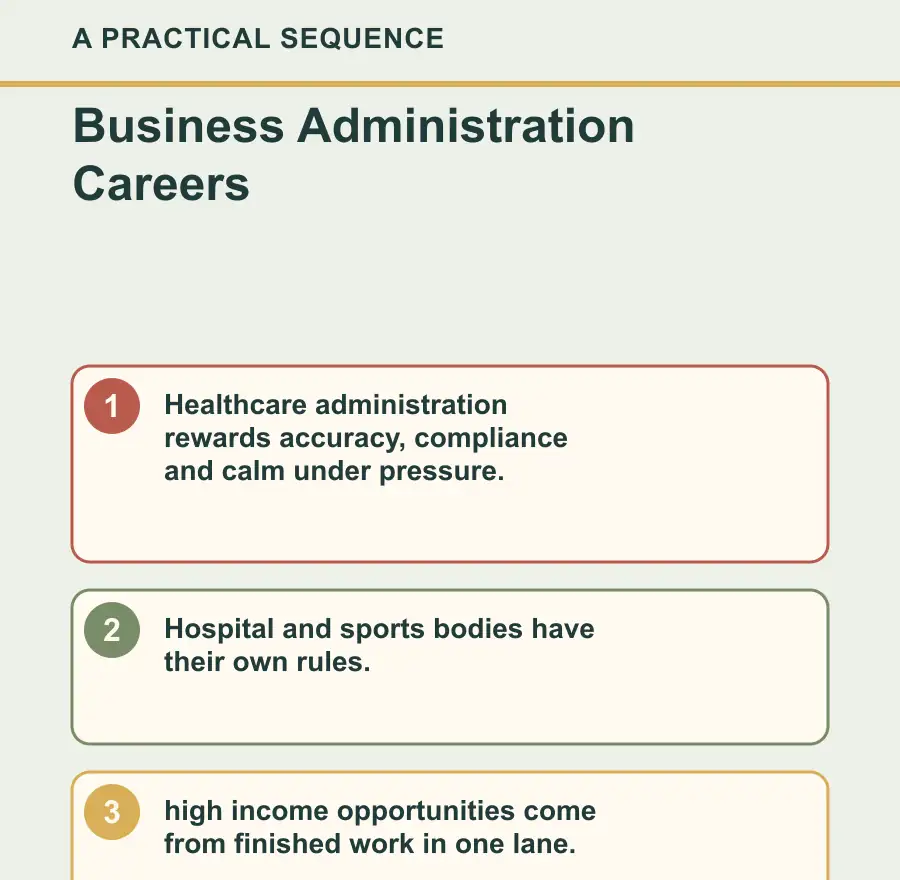 A PRACTICAL SEQUENCE
Business Administration
Careers
1
Healthcare administration
rewards accuracy, compliance
and calm under pressure.
2
Hospital and sports bodies have
their own rules.
3
high income opportunities come
from finished work in one lane.